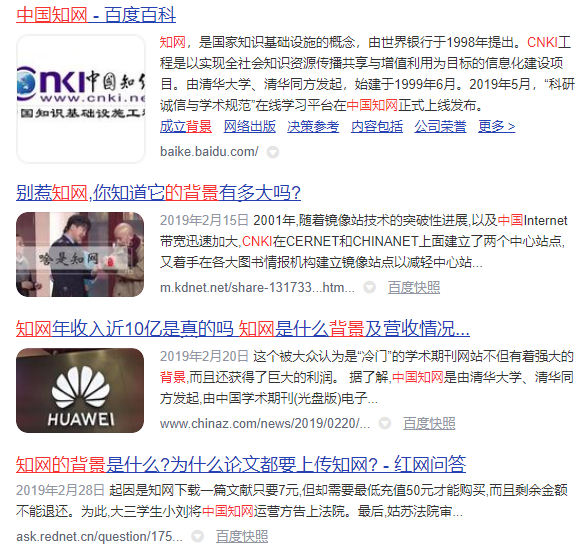 中国知网 - 百度百科
CNKI 中国知
www.cnki.ne
国知识基础设施工程
知网，是国家知识基础设施的概念，由世界银行于1998年提出。CNKI工
程是以实现全社会知识资源传播共享与增值利用为目标的信息化建设项
目。由清华大学、清华同方发起，始建于1999年6月。2019年5月，“科研
诚信与学术规范”在线学习平台在中国知网正式上线发布。
成立背景 网络出版 决策参考 内容包括 公司荣誉 更多 >
baike.baidu.com/
别惹知网,你知道它的背景有多大吗?
啥是知网
2019年2月15日 2001年,随着镜像站技术的突破性进展,以及中国Internet
带宽迅速加大,CNKI在CERNET和CHINANET上面建立了两个中心站点,
又着手在各大图书情报机构建立镜像站点以减轻中心站...
m.kdnet.net/share-131733...htm... 百度快照
知网年收入近10亿是真的吗 知网是什么背景及营收情况...
HUAWEI
2019年2月20日 这个被大众认为是“冷门”的学术期刊网站不但有着强大的
背景,而且还获得了巨大的利润。 据了解,中国知网是由清华大学、清华同
方发起,由中国学术期刊(光盘版)电子...
www.chinaz.com/news/2019/0220/... 百度快照
知网的背景是什么?为什么论文都要上传知网? - 红网问答
2019年2月28日 起因是知网下载一篇文献只要7元,但却需要最低充值50元才能购买,而且剩余金额
不能退还。为此,大三学生小刘将中国知网运营方告上法院。最后,姑苏法院审...
ask.rednet.cn/question/175... 百度快照